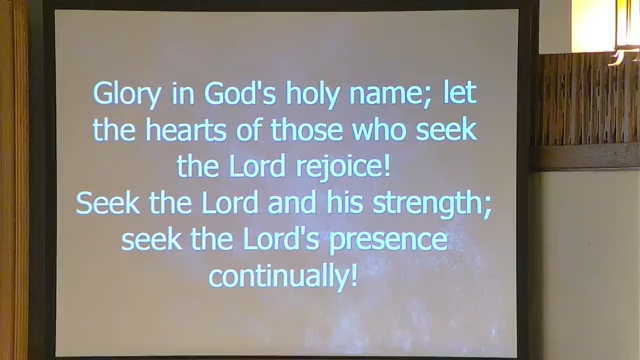 Glory in God's holy name; let
the hearts of those who seek
the Lord rejoice!
Seek the Lord and his strength;
seek the Lord's presence
continually!